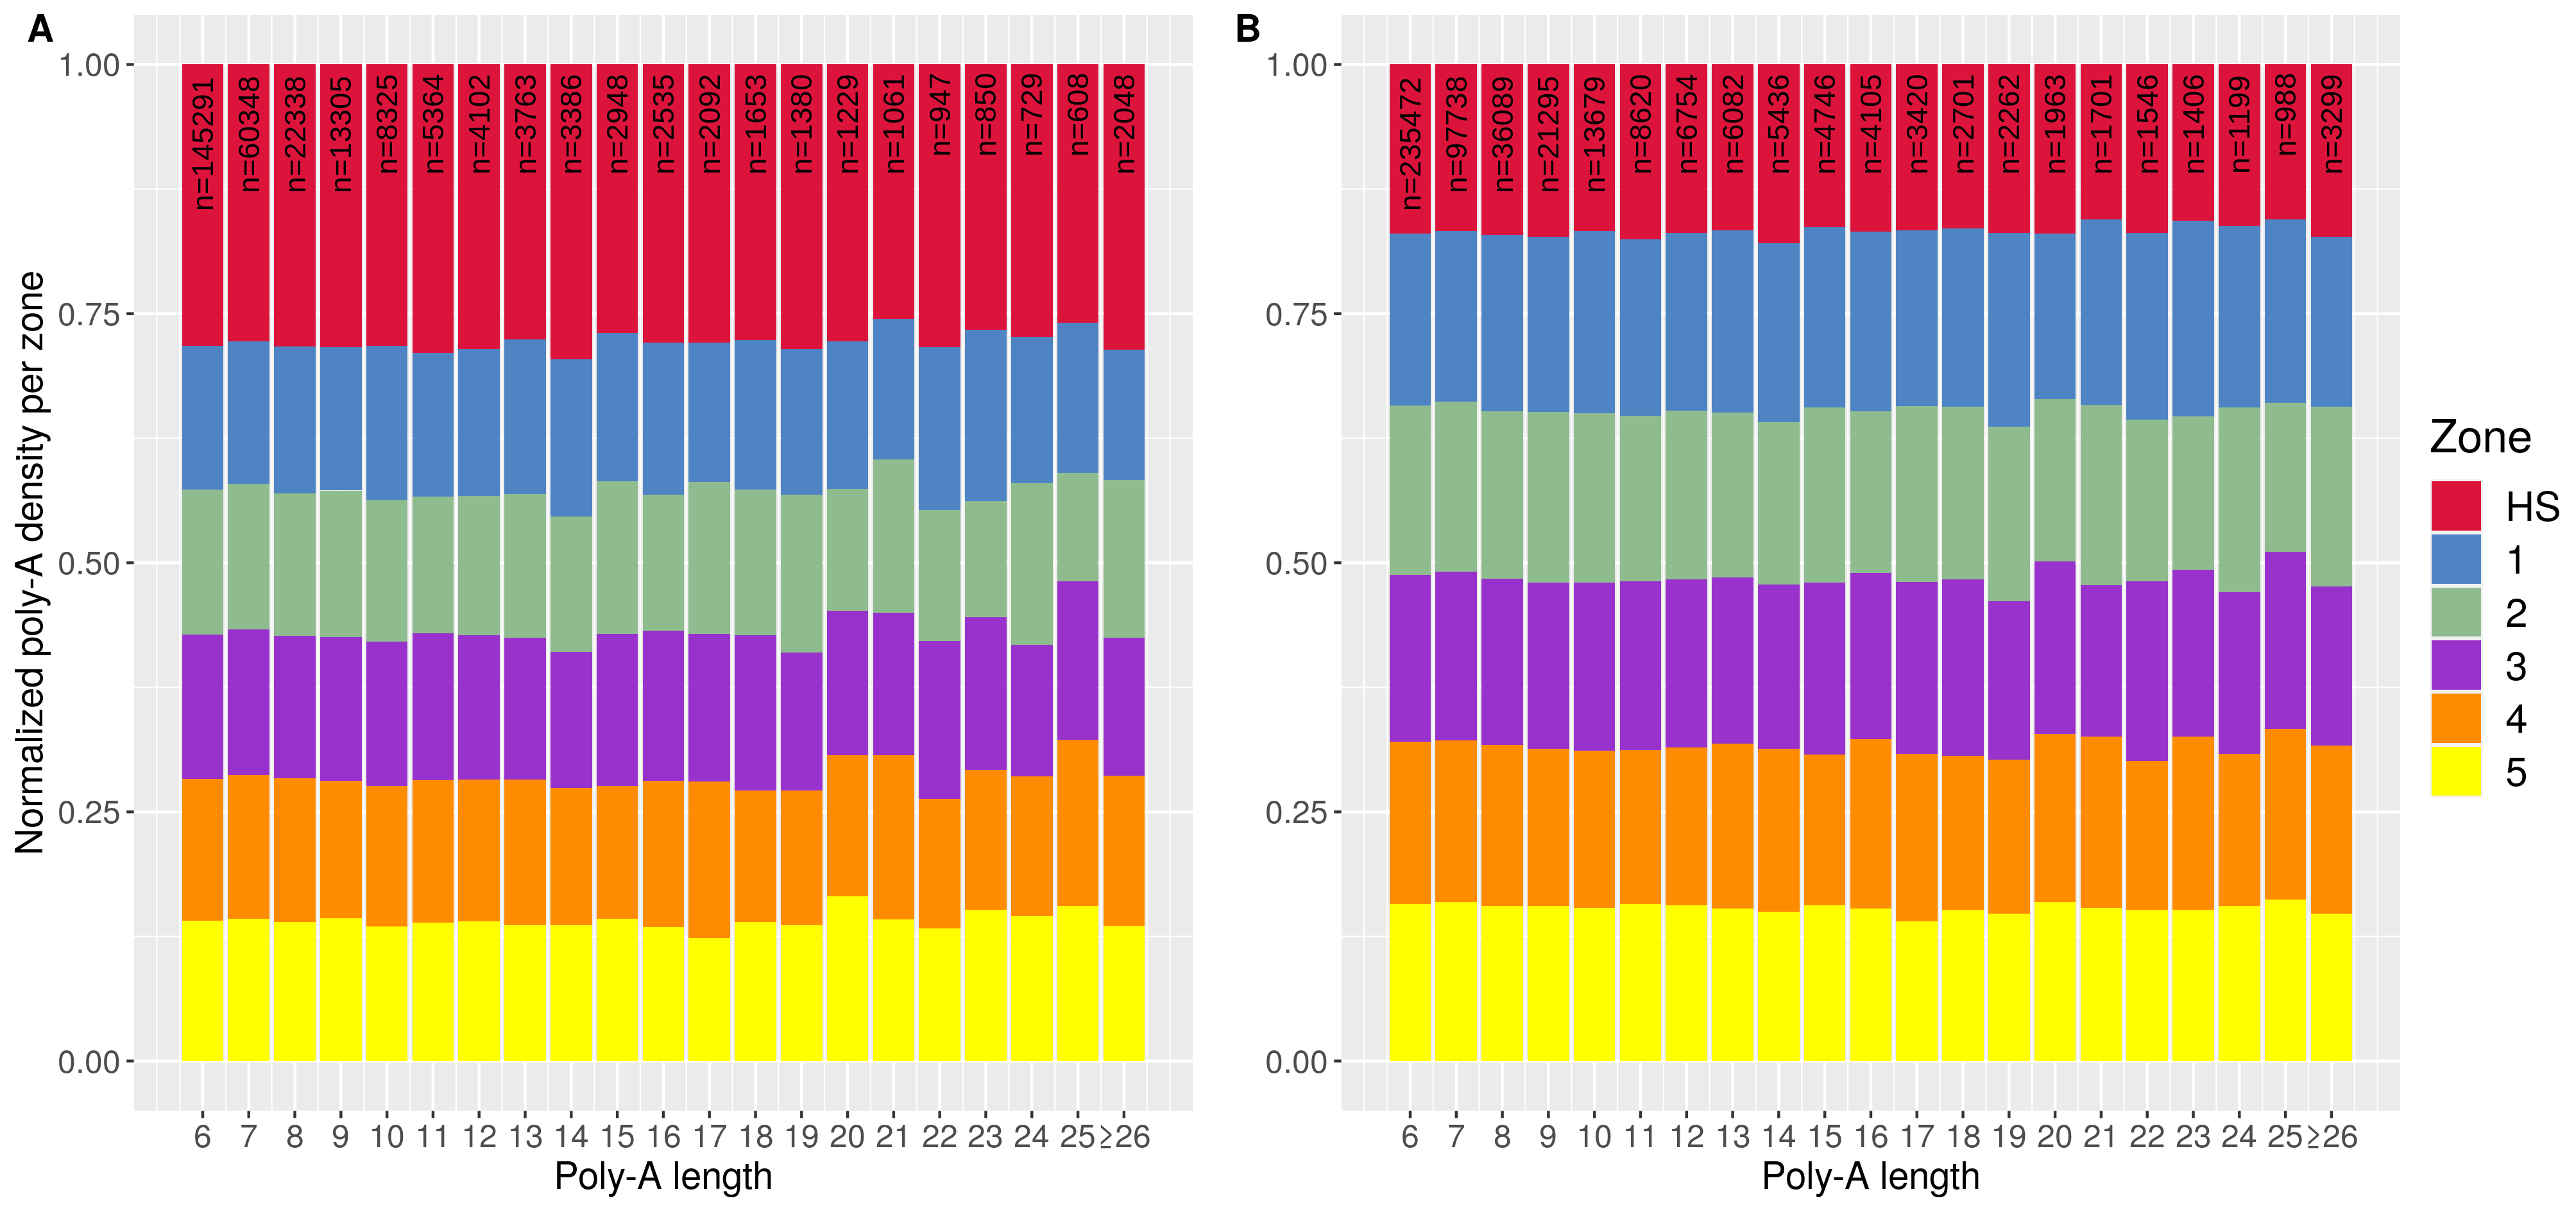 A
Normalized poly-A density per zone
1.00
0.75
0.50
0.25
0.00
n=145291
n=60348
n=22338
n=13305
n=8325
n=5364
n=4102
n=3763
n=3386
n=2948
n=2535
n=2092
n=1653
n=1380
n=1229
n=1061
n=947
n=850
n=729
n=608
n=2048
6 7 8 9 10 11 12 13 14 15 16 17 18 19 20 21 22 23 24 25 ≥26
Poly-A length
B
1.00
0.75
0.50
0.25
0.00
n=235472
n=97738
n=36089
n=21295
n=13679
n=8620
n=6754
n=6082
n=5436
n=4746
n=4105
n=3420
n=2701
n=2262
n=1963
n=1701
n=1546
n=1406
n=1199
n=988
n=3299
6 7 8 9 10 11 12 13 14 15 16 17 18 19 20 21 22 23 24 25 ≥26
Poly-A length
Zone
HS
1
2
3
4
5